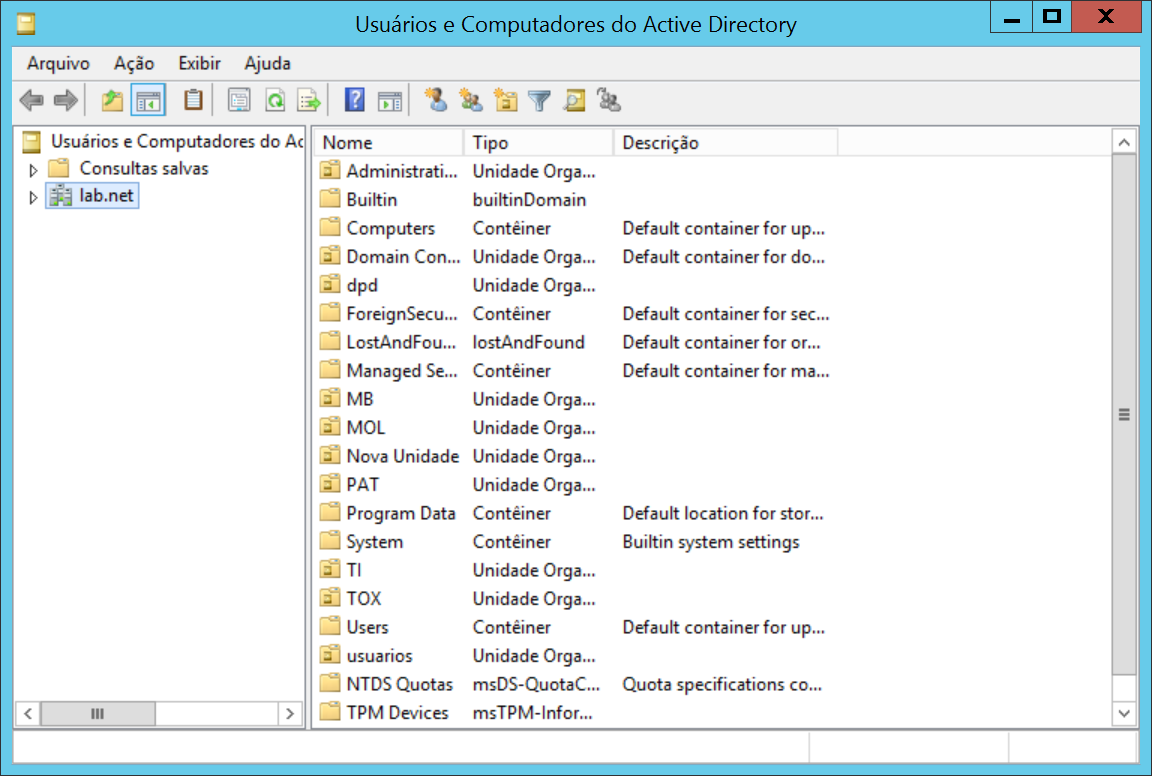 Usuários e Computadores do Active Directory
Arquivo Ação Exibir Ajuda
Usuários e Computadores do Ac
Consultas salvas
lab.net
Nome Tipo Descrição
Administrati... Unidade Orga...
Builtin builtinDomain
Computers Contêiner Default container for up...
Domain Con... Unidade Orga... Default container for do...
dpd Unidade Orga...
ForeignSecu... Contêiner Default container for sec...
LostAndFou... lostAndFound Default container for or...
Managed Se... Contêiner Default container for ma...
MB Unidade Orga...
MOL Unidade Orga...
Nova Unidade Unidade Orga...
PAT Unidade Orga...
Program Data Contêiner Default location for stor...
System Contêiner Builtin system settings
TI Unidade Orga...
TOX Unidade Orga...
Users Contêiner Default container for up...
usuarios Unidade Orga...
NTDS Quotas msDS-QuotaC... Quota specifications co...
TPM Devices msTPM-Infor...